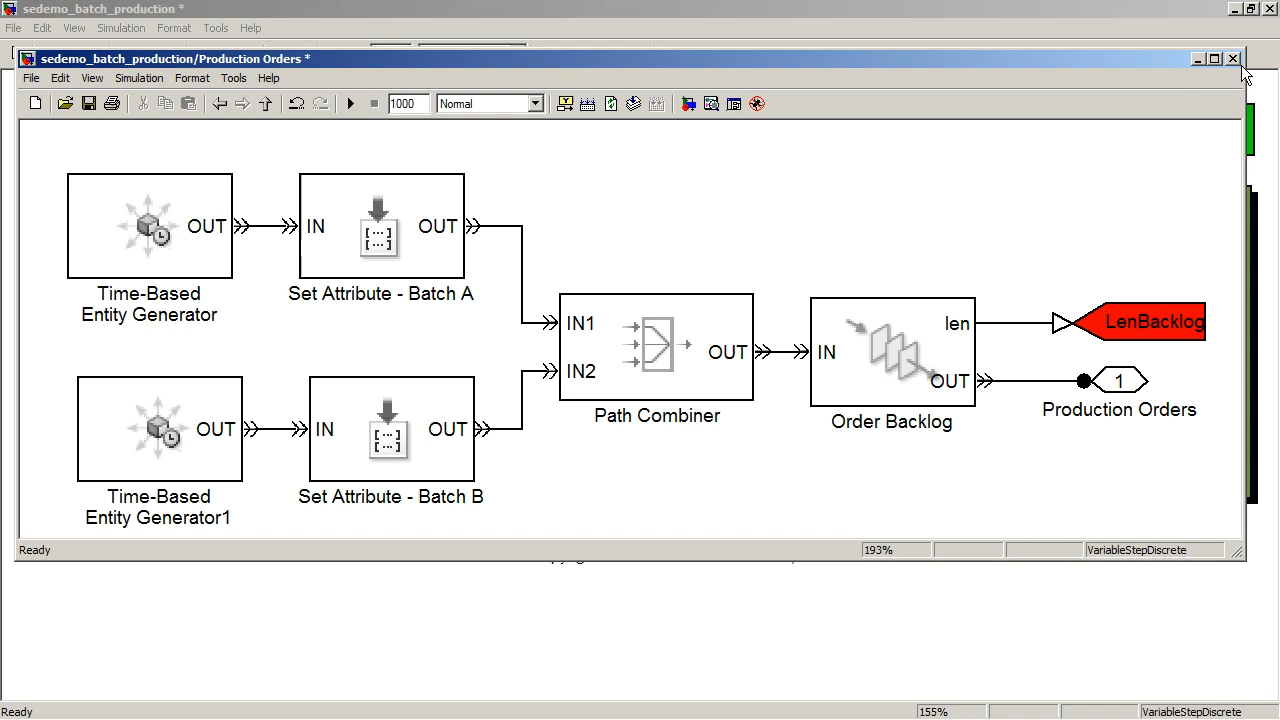 sedemo_batch_production *
File Edit View Simulation Format Tools Help
sedemo_batch_production/Production Orders *
File Edit View Simulation Format Tools Help
1000 Normal
OUT IN OUT
Time-Based
Entity Generator
Set Attribute - Batch A
IN1
IN2
OUT
Path Combiner
IN
len
OUT
Order Backlog
LenBacklog
1
Production Orders
OUT IN OUT
Time-Based
Entity Generator1
Set Attribute - Batch B
Ready 193% VariableStepDiscrete
Ready 155% VariableStepDiscrete